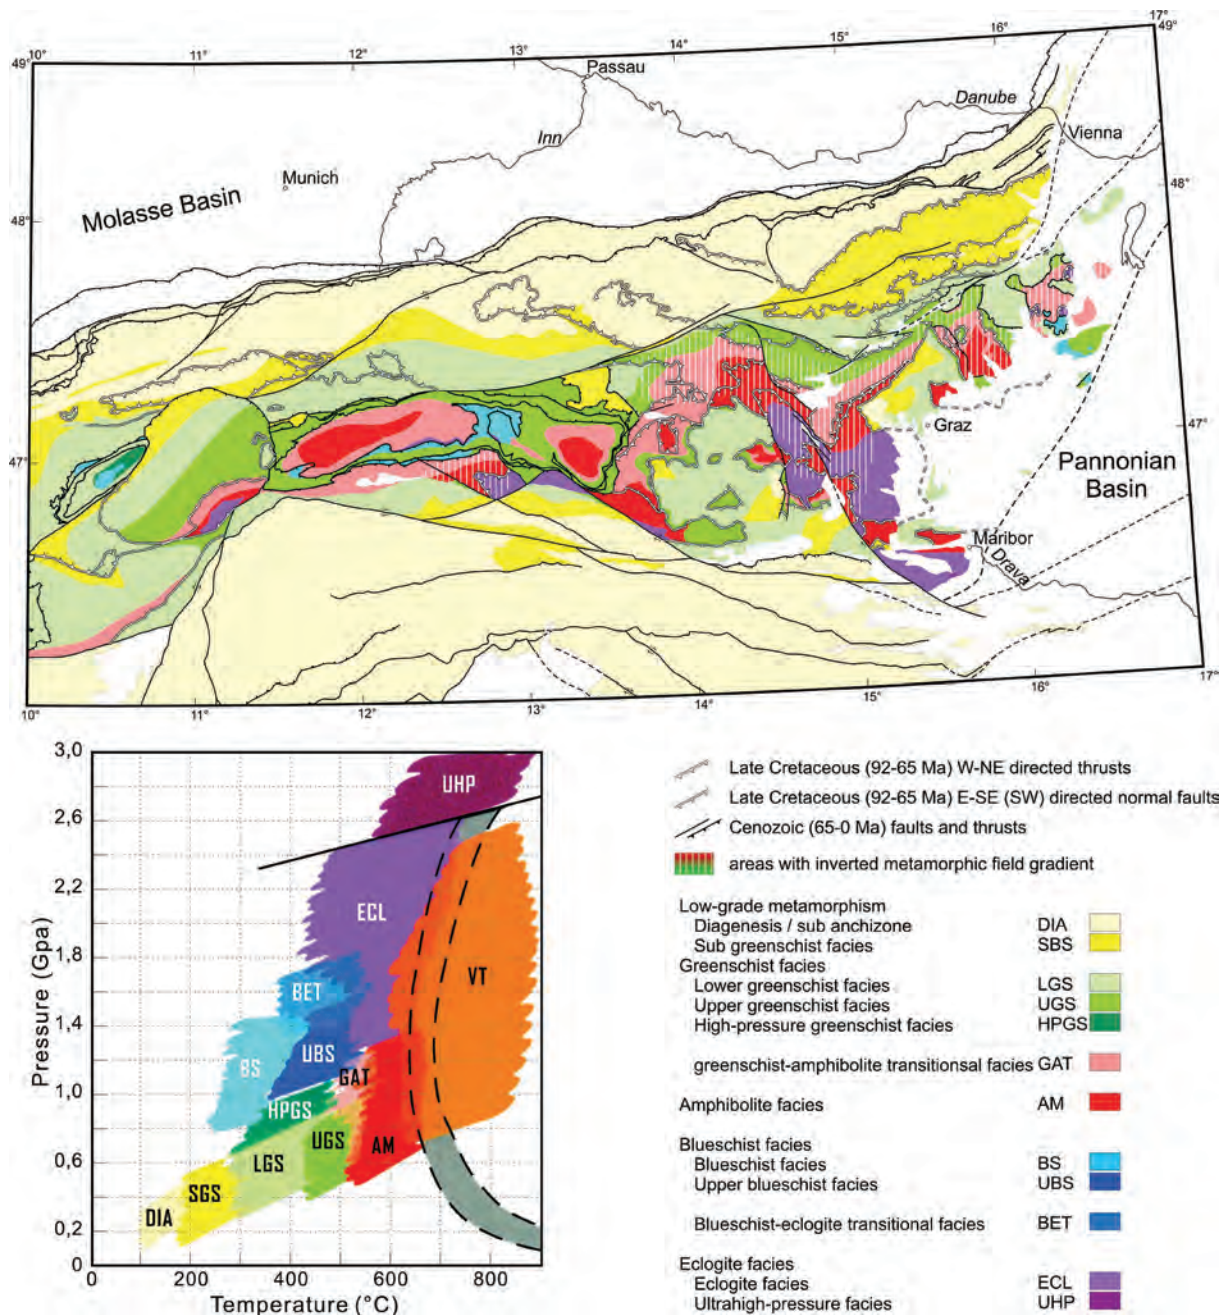 10° 11° 12° 13° 14° 15° 16° 17°
49° 49°
Passau
Danube
Vienna
Inn
Munich
Molasse Basin
48° 48°
Graz
47° 47°
Pannonian
Basin
Maribor
Drava
10° 11° 12° 13° 14° 15° 16° 17°
3,0
2,6
2,2
1,8
1,4
1,0
0,6
0,2
0
Pressure (Gpa)
UHP
ECL
VT
BET
UBS
BS
GAT
HPGS
UGS
AM
LGS
SGS
DIA
0 200 400 600 800
Temperature (°C)
Late Cretaceous (92-65 Ma) W-NE directed thrusts
Late Cretaceous (92-65 Ma) E-SE (SW) directed normal faults
Cenozoic (65-0 Ma) faults and thrusts
areas with inverted metamorphic field gradient
Low-grade metamorphism
Diagenesis / sub anchizone DIA
Sub greenschist facies SBS
Greenschist facies
Lower greenschist facies LGS
Upper greenschist facies UGS
High-pressure greenschist facies HPGS
greenschist-amphibolite transitionsal facies GAT
Amphibolite facies AM
Blueschist facies
Blueschist facies BS
Upper blueschist facies UBS
Blueschist-eclogite transitional facies BET
Eclogite facies
Eclogite facies ECL
Ultrahigh-pressure facies UHP